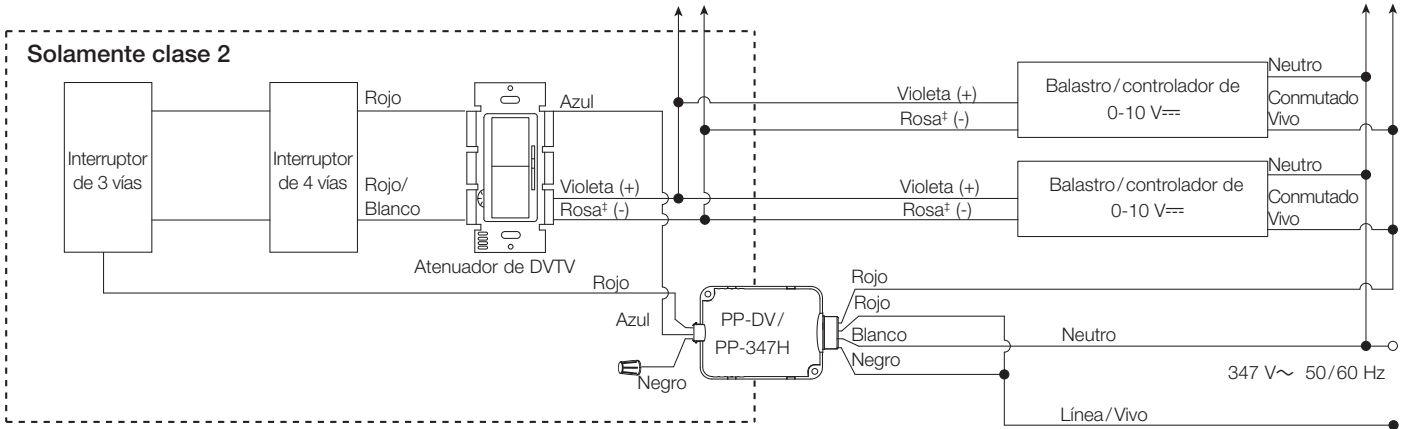 Solamente clase 2
Interruptor
de 3 vías
Interruptor
de 4 vías
Rojo
Rojo/
Blanco
Azul
Violeta (+)
Rosa‡ (-)
Atenuador de DVTV
Violeta (+)
Rosa‡ (-)
Balastro/controlador de
0-10 V⎓
Neutro
Conmutado
Vivo
Violeta (+)
Rosa‡ (-)
Balastro/controlador de
0-10 V⎓
Neutro
Conmutado
Vivo
Rojo
Azul
Negro
PP-DV/
PP-347H
Rojo
Rojo
Blanco
Negro
Neutro
347 V~ 50/60 Hz
Línea/Vivo